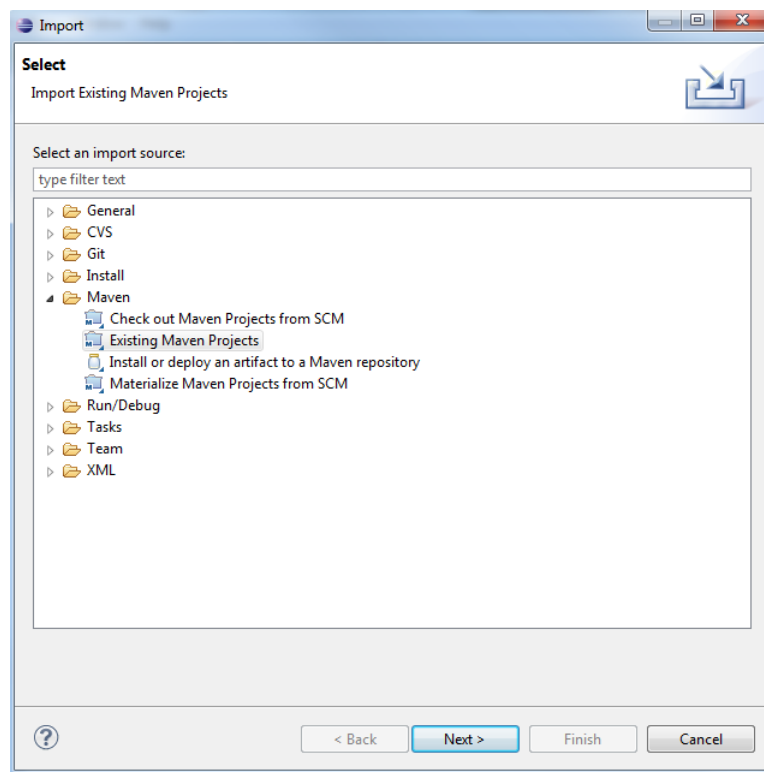 Import
Select
Import Existing Maven Projects
Select an import source:
type filter text
General
CVS
Git
Install
Maven
Check out Maven Projects from SCM
Existing Maven Projects
Install or deploy an artifact to a Maven repository
Materialize Maven Projects from SCM
Run/Debug
Tasks
Team
XML
? < Back Next > Finish Cancel